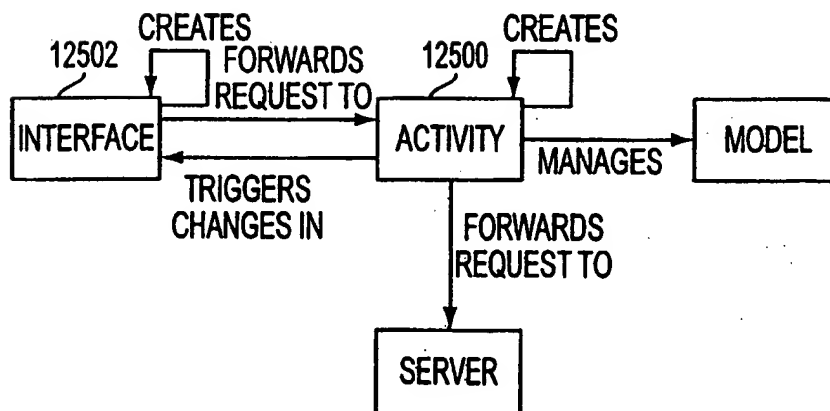 CREATES
12502
FORWARDS
REQUEST TO
INTERFACE
TRIGGERS
CHANGES IN
12500
CREATES
ACTIVITY
MANAGES
MODEL
FORWARDS
REQUEST TO
SERVER